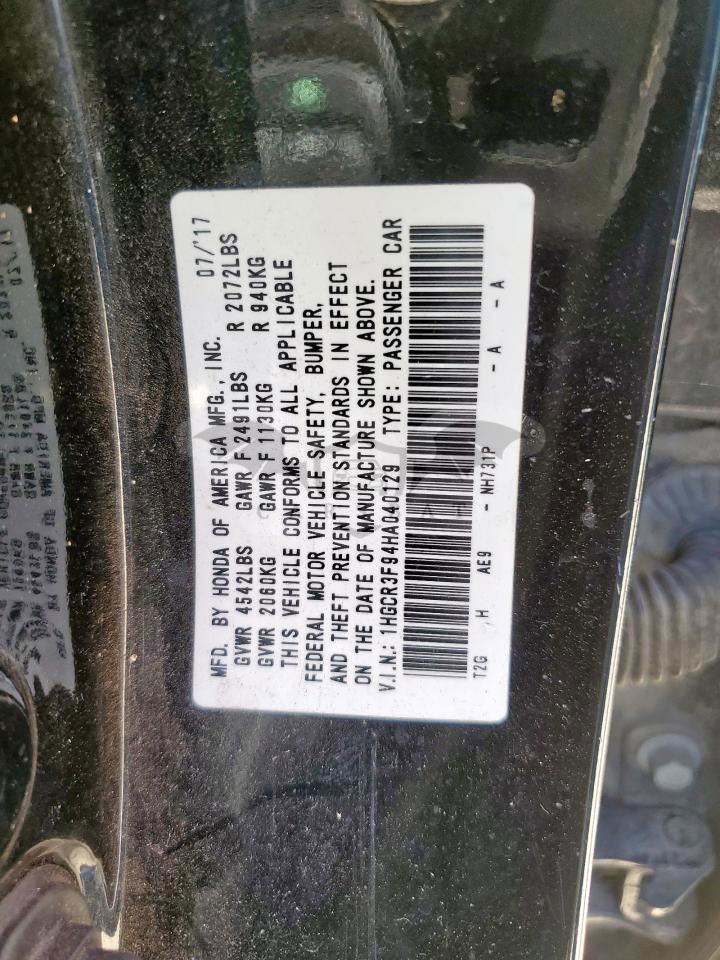 MFD. BY HONDA OF AMERICA MFG., INC. 07/'17
GVWR 4542LBS GAWR F 2491LBS R 2072LBS
GVWR 2060KG GAWR F 1130KG R 940KG
THIS VEHICLE CONFORMS TO ALL APPLICABLE
FEDERAL MOTOR VEHICLE SAFETY, BUMPER,
AND THEFT PREVENTION STANDARDS IN EFFECT
ON THE DATE OF MANUFACTURE SHOWN ABOVE.
V.I.N.: 1HGCR3F94HA040129 TYPE: PASSENGER CAR
T2G /H AE9 - NH731P - A - A